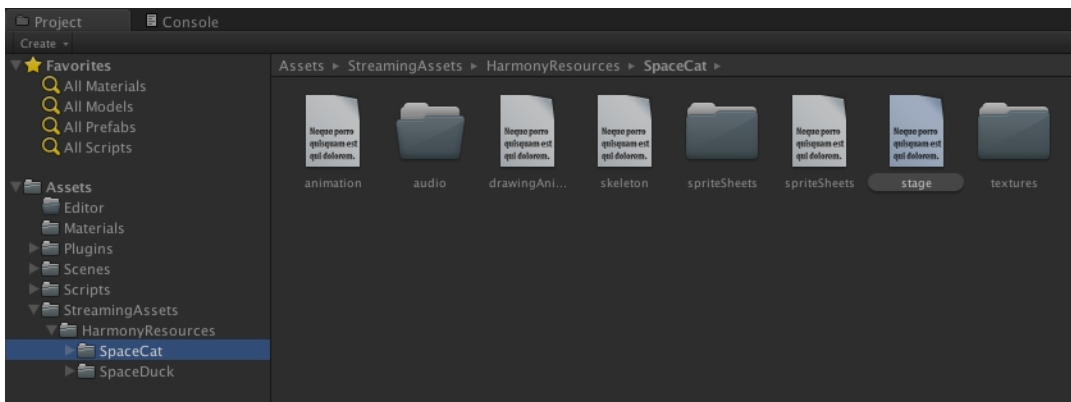 Project
Console
Create
Favorites
All Materials
All Models
All Prefabs
All Scripts
Assets
Editor
Materials
Plugins
Scenes
Scripts
StreamingAssets
HarmonyResources
SpaceCat
SpaceDuck
Assets StreamingAssets HarmonyResources SpaceCat
Neque porro
quisquam est
qui dolorem.
Neque porro
quisquam est
qui dolorem.
Neque porro
quisquam est
qui dolorem.
Neque porro
quisquam est
qui dolorem.
Neque porro
quisquam est
qui dolorem.
animation audio drawingAni... skeleton spriteSheets spriteSheets stage textures